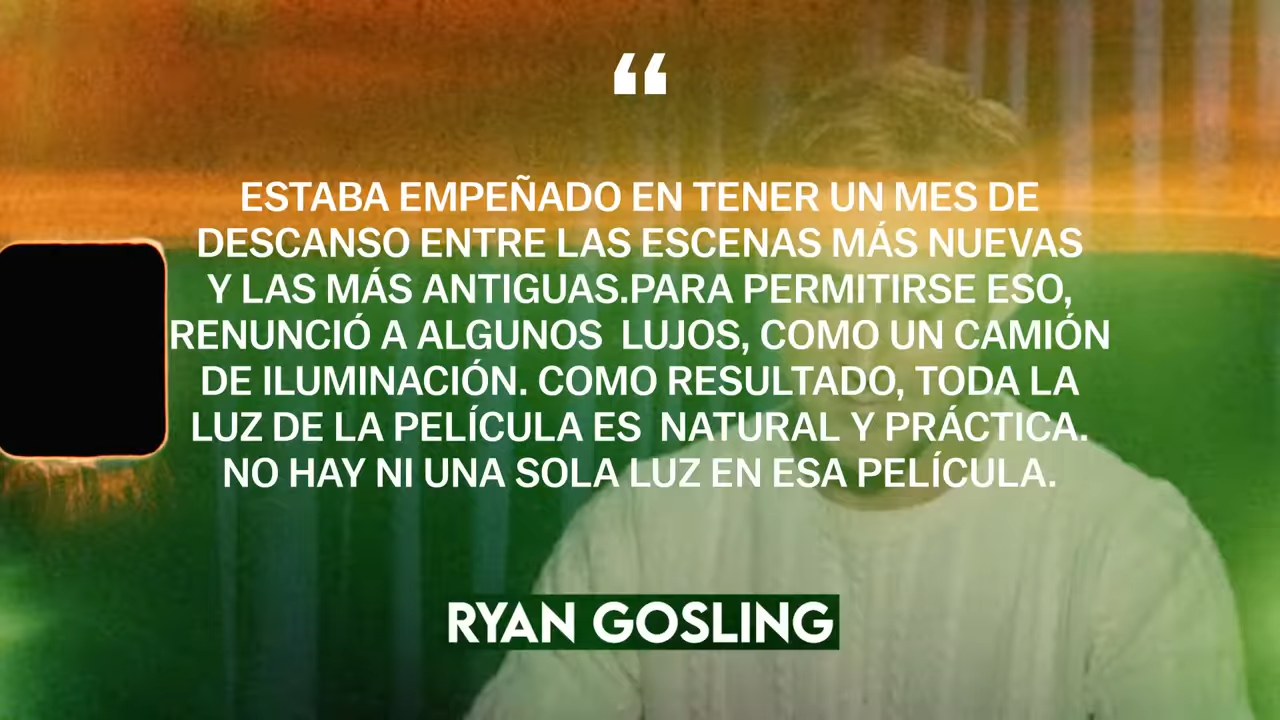 “
ESTABA EMPEÑADO EN TENER UN MES DE
DESCANSO ENTRE LAS ESCENAS MÁS NUEVAS
Y LAS MÁS ANTIGUAS.PARA PERMITIRSE ESO,
RENUNCIÓ A ALGUNOS  LUJOS, COMO UN CAMIÓN
DE ILUMINACIÓN. COMO RESULTADO, TODA LA
LUZ DE LA PELÍCULA ES  NATURAL Y PRÁCTICA.
NO HAY NI UNA SOLA LUZ EN ESA PELÍCULA.
RYAN GOSLING